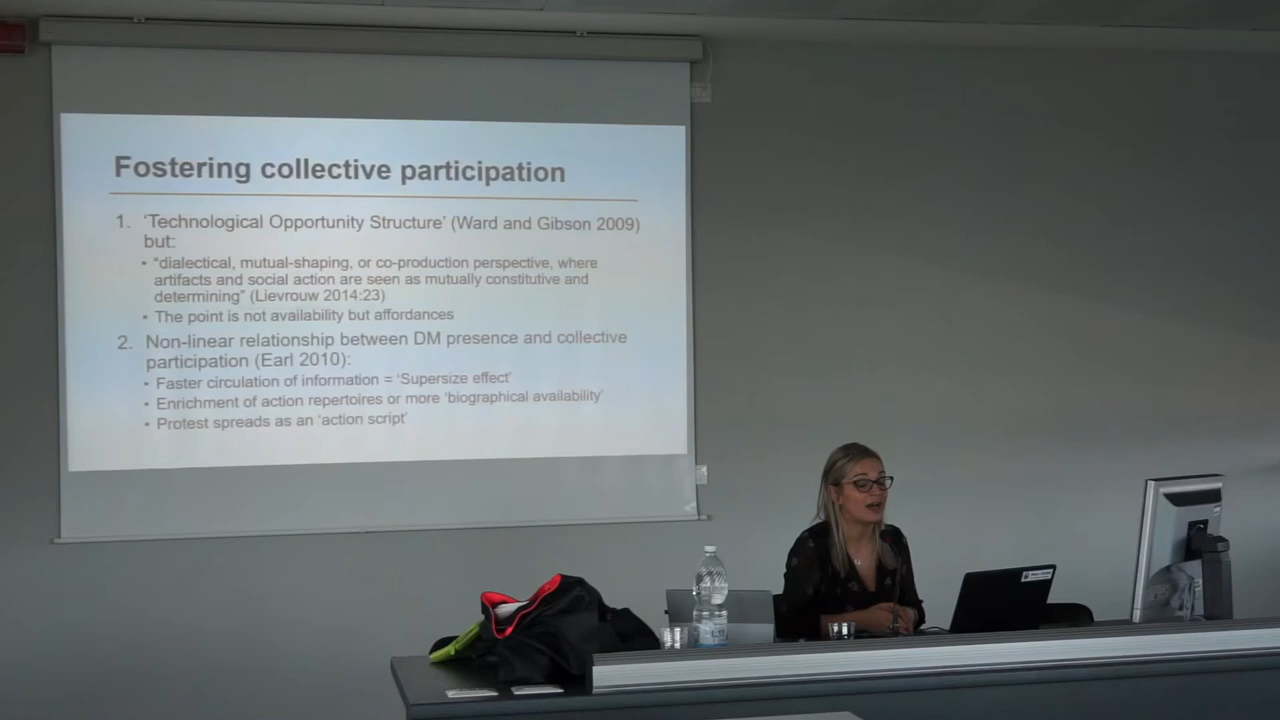 Fostering collective participation
1. 'Technological Opportunity Structure' (Ward and Gibson 2009)
but:
• "dialectical, mutual-shaping, or co-production perspective, where
artifacts and social action are seen as mutually constitutive and
determining" (Lievrouw 2014:23)
• The point is not availability but affordances
2. Non-linear relationship between DM presence and collective
participation (Earl 2010):
• Faster circulation of information = 'Supersize effect'
• Enrichment of action repertoires or more 'biographical availability'
• Protest spreads as an 'action script'